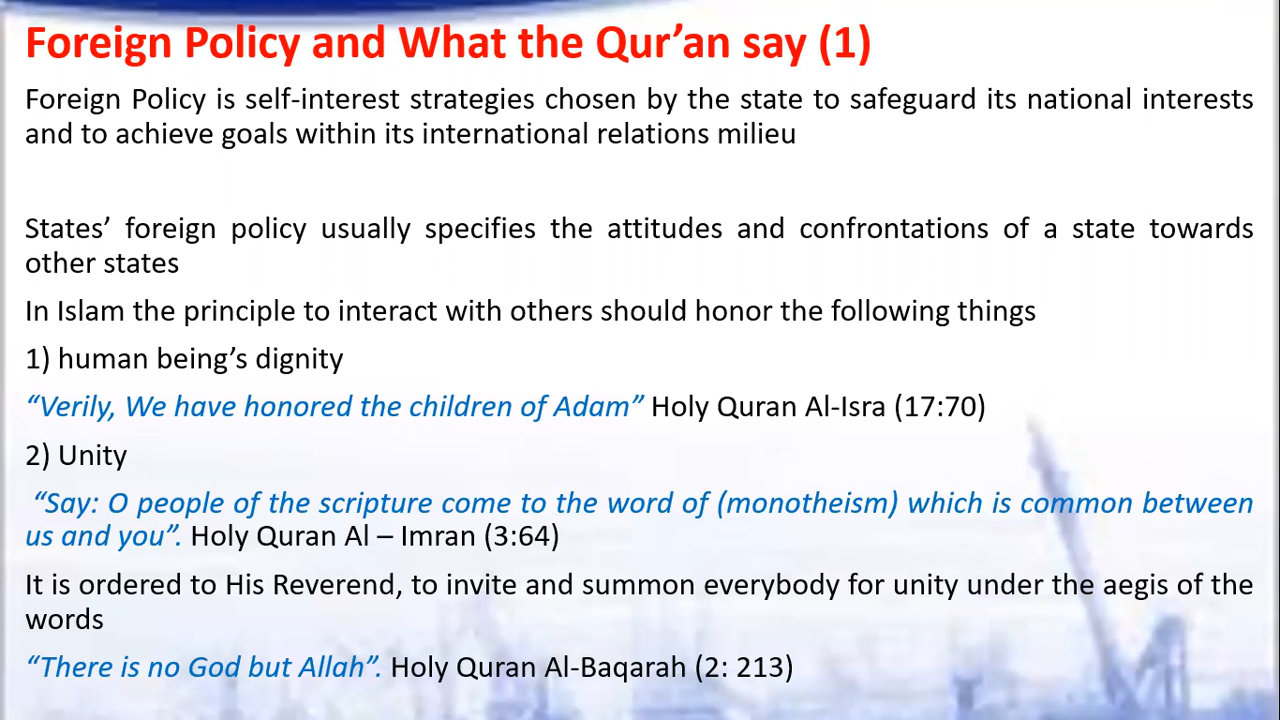 Foreign Policy and What the Qur’an say (1)
Foreign Policy is self-interest strategies chosen by the state to safeguard its national interests
and to achieve goals within its international relations milieu
States’ foreign policy usually specifies the attitudes and confrontations of a state towards
other states
In Islam the principle to interact with others should honor the following things
1) human being’s dignity
“Verily, We have honored the children of Adam” Holy Quran Al-Isra (17:70)
2) Unity
“Say: O people of the scripture come to the word of (monotheism) which is common between
us and you”. Holy Quran Al – Imran (3:64)
It is ordered to His Reverend, to invite and summon everybody for unity under the aegis of the
words
“There is no God but Allah”. Holy Quran Al-Baqarah (2: 213)